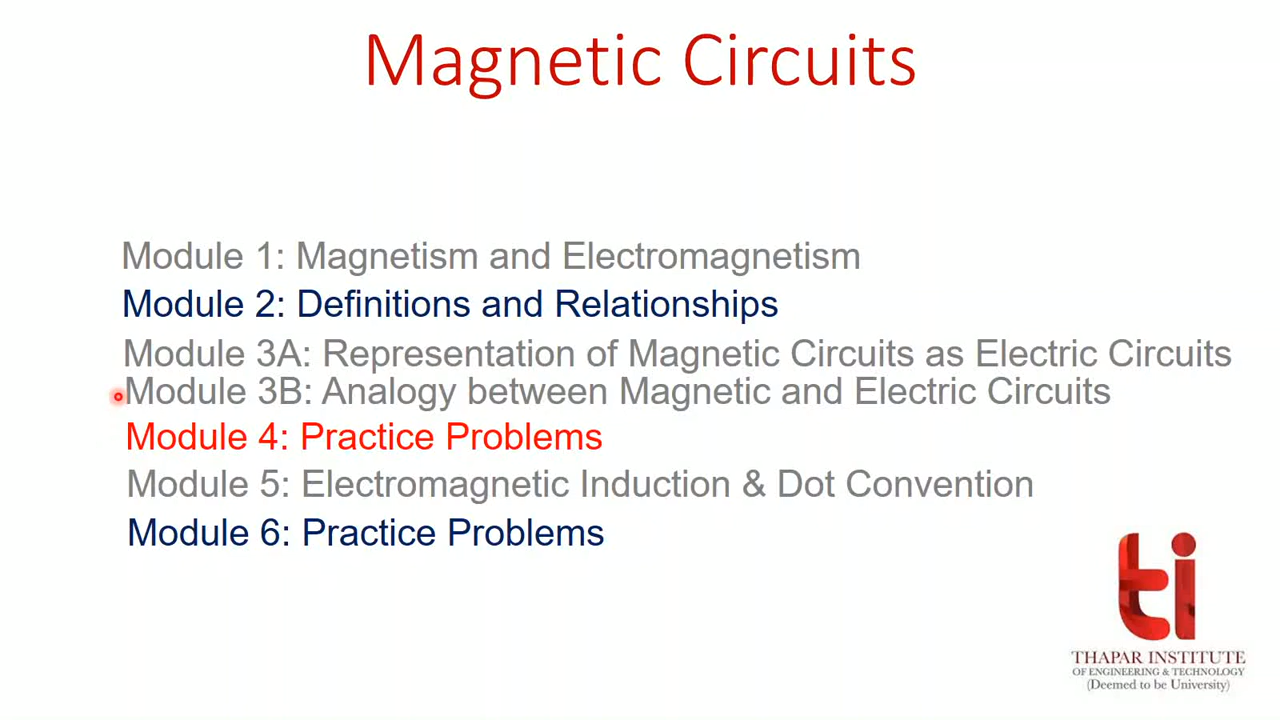 Magnetic Circuits
Module 1: Magnetism and Electromagnetism
Module 2: Definitions and Relationships
Module 3A: Representation of Magnetic Circuits as Electric Circuits
Module 3B: Analogy between Magnetic and Electric Circuits
Module 4: Practice Problems
Module 5: Electromagnetic Induction & Dot Convention
Module 6: Practice Problems
ti
THAPAR INSTITUTE
OF ENGINEERING & TECHNOLOGY
(Deemed to be University)